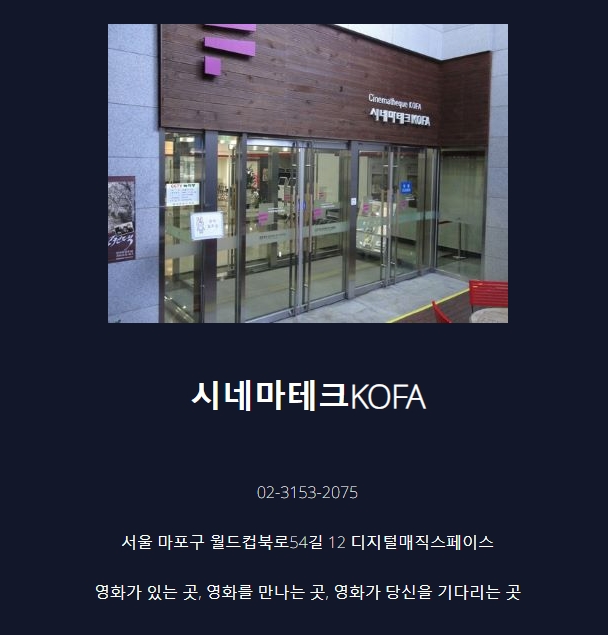 Cinematheque KOFA
시네마테크KOFA
시네마테크KOFA
02-3153-2075
서울 마포구 월드컵북로54길 12 디지털매직스페이스
영화가 있는 곳, 영화를 만나는 곳, 영화가 당신을 기다리는 곳